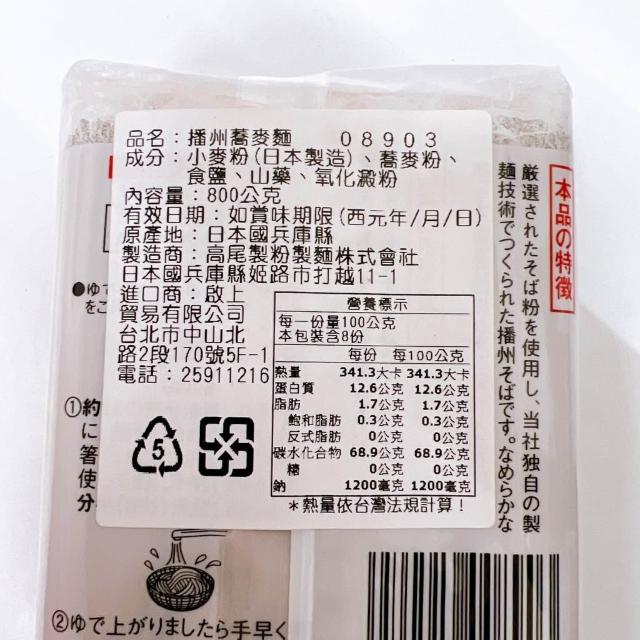 品名：播州蕎麥麵 08903
成分：小麥粉(日本製造)、蕎麥粉、
食鹽、山藥、氧化澱粉
內容量：800公克
有效日期：如賞味期限(西元年/月/日)
原產地：日本國兵庫縣
製造商：高尾製粉製麵株式會社
日本國兵庫縣姬路市打越11-1
進口商：啟上
貿易有限公司
台北市中山北
路2段170號5F-1
電話：25911216
營養標示
每一份量100公克
本包裝含8份
每份 每100公克
熱量 341.3大卡 341.3大卡
蛋白質 12.6公克 12.6公克
脂肪 1.7公克 1.7公克
飽和脂肪 0.3公克 0.3公克
反式脂肪 0公克 0公克
碳水化合物 68.9公克 68.9公克
糖 0公克 0公克
鈉 1200毫克 1200毫克
＊熱量依台灣法規計算！
5
本品の特徴
厳選されたそば粉を使用し、当社独自の製
麺技術でつくられた播州そばです。なめらかな
●ゆで
をご
①約
に
箸
使
分
②ゆで上がりましたら手早く